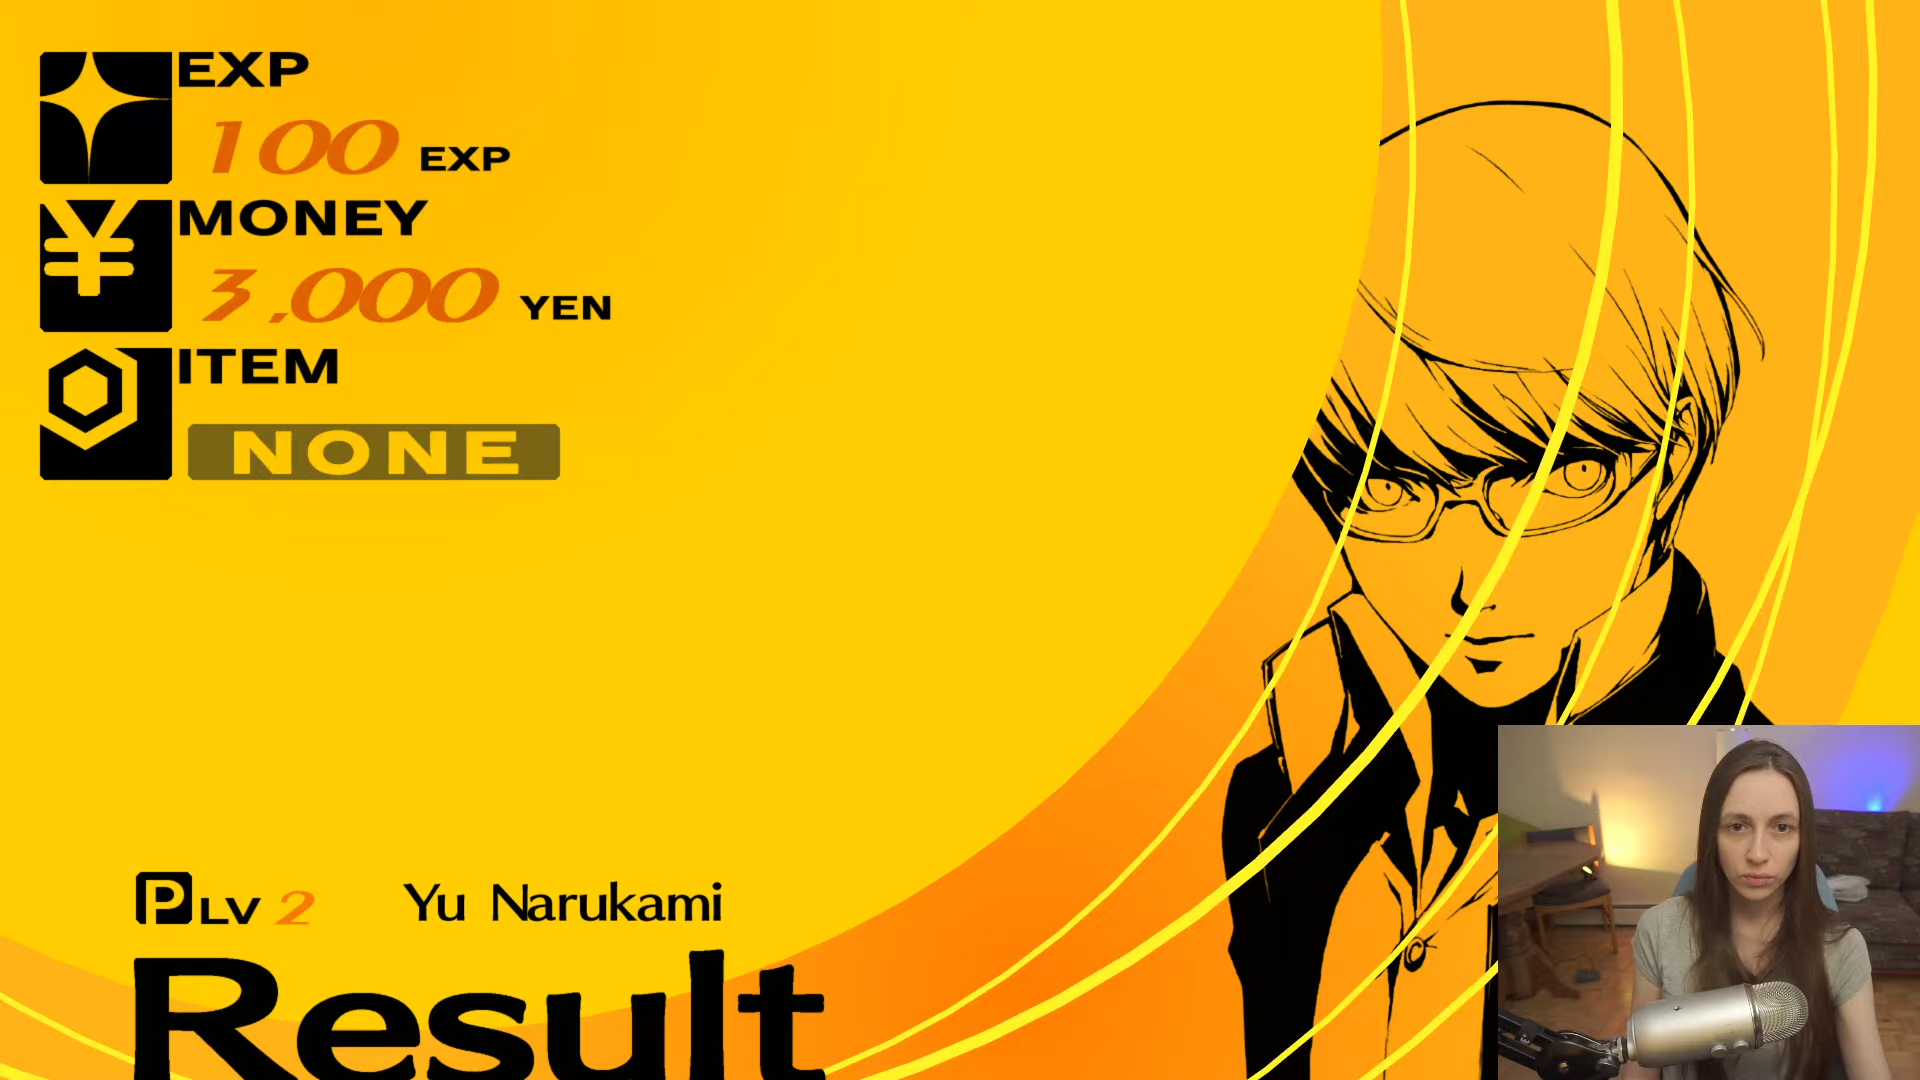 EXP
100 EXP
MONEY
3,000 YEN
ITEM
NONE
P LV 2 Yu Narukami
Result